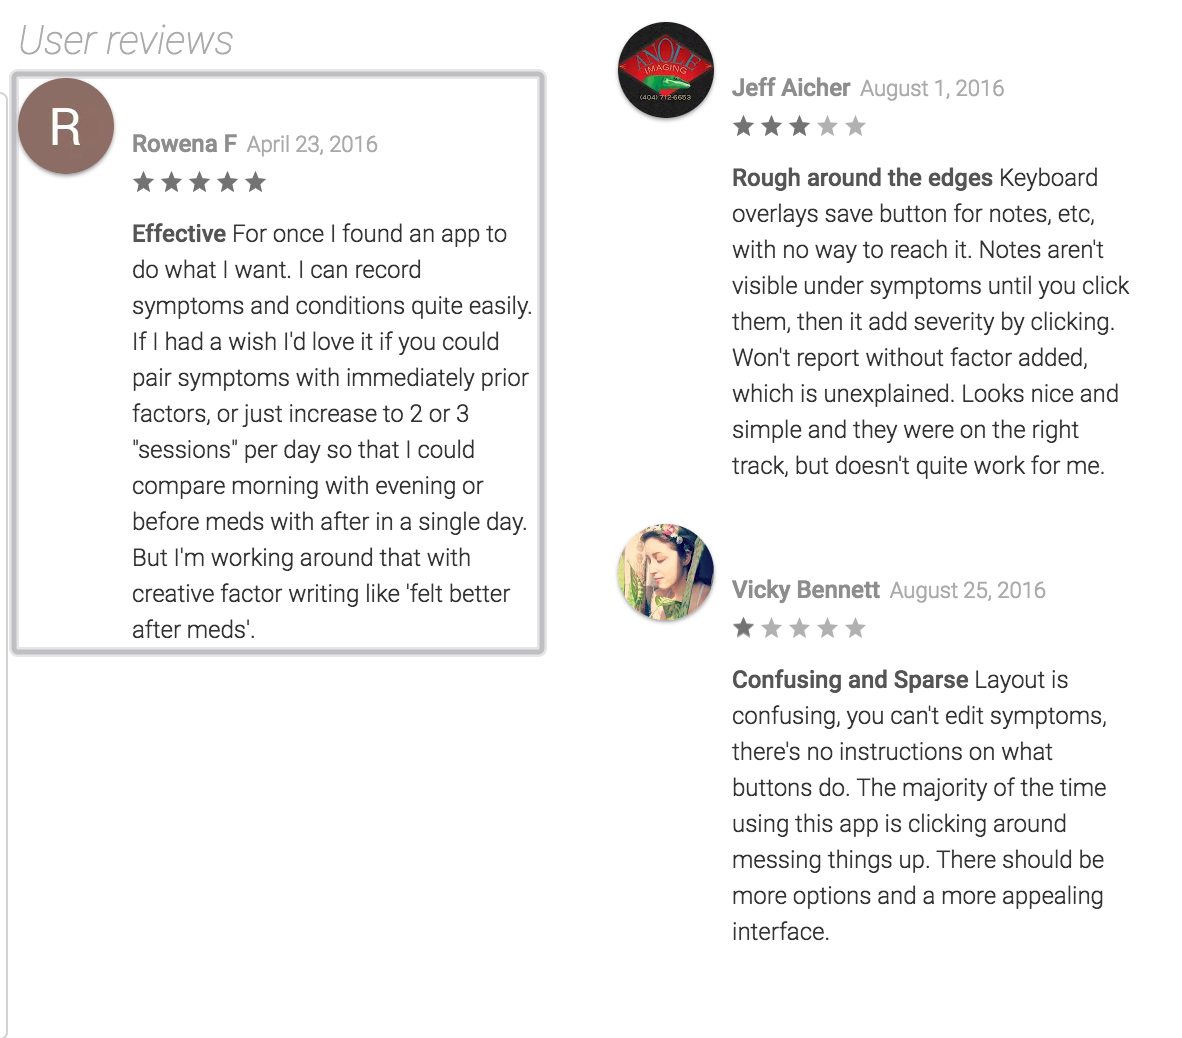 User reviews
R
Rowena F April 23, 2016
Effective For once I found an app to
do what I want. I can record
symptoms and conditions quite easily.
If I had a wish I'd love it if you could
pair symptoms with immediately prior
factors, or just increase to 2 or 3
"sessions" per day so that I could
compare morning with evening or
before meds with after in a single day.
But I'm working around that with
creative factor writing like 'felt better
after meds'.
ANOLE
IMAGING
(404) 712-6653
Jeff Aicher August 1, 2016
Rough around the edges Keyboard
overlays save button for notes, etc,
with no way to reach it. Notes aren't
visible under symptoms until you click
them, then it add severity by clicking.
Won't report without factor added,
which is unexplained. Looks nice and
simple and they were on the right
track, but doesn't quite work for me.
Vicky Bennett August 25, 2016
Confusing and Sparse Layout is
confusing, you can't edit symptoms,
there's no instructions on what
buttons do. The majority of the time
using this app is clicking around
messing things up. There should be
more options and a more appealing
interface.